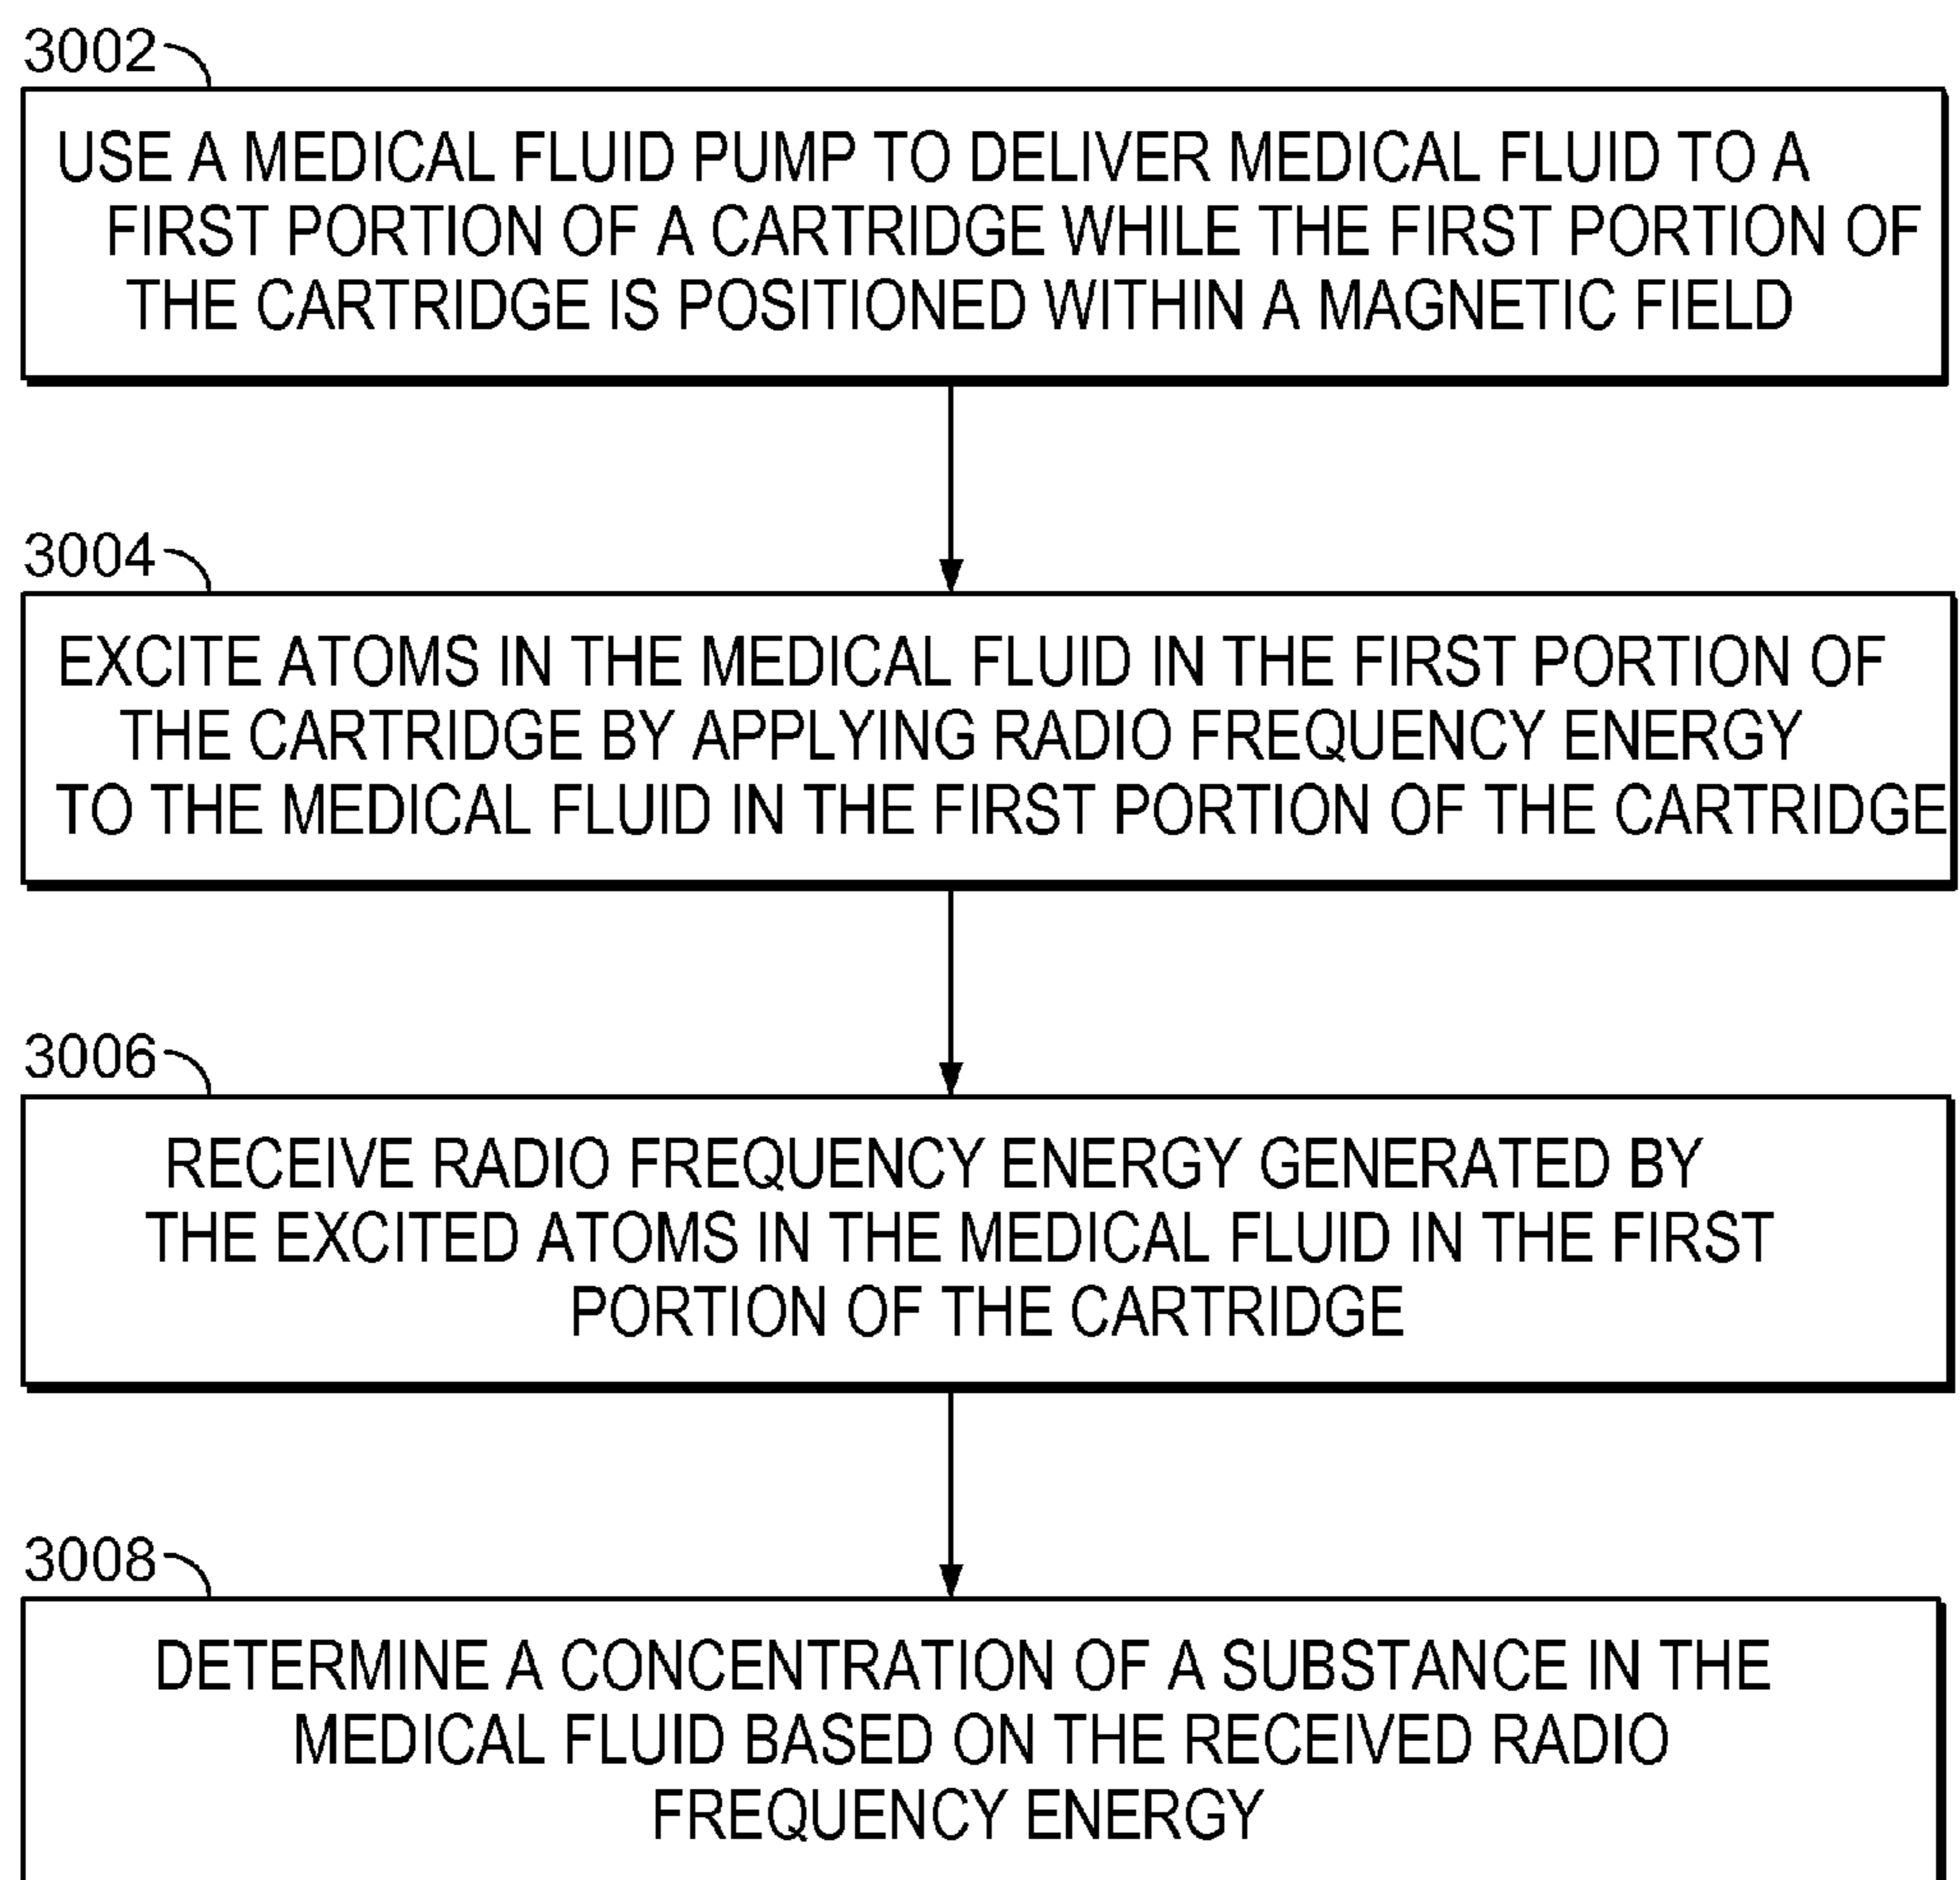 3002
USE A MEDICAL FLUID PUMP TO DELIVER MEDICAL FLUID TO A
FIRST PORTION OF A CARTRIDGE WHILE THE FIRST PORTION OF
THE CARTRIDGE IS POSITIONED WITHIN A MAGNETIC FIELD
3004
EXCITE ATOMS IN THE MEDICAL FLUID IN THE FIRST PORTION OF
THE CARTRIDGE BY APPLYING RADIO FREQUENCY ENERGY
TO THE MEDICAL FLUID IN THE FIRST PORTION OF THE CARTRIDGE
3006
RECEIVE RADIO FREQUENCY ENERGY GENERATED BY
THE EXCITED ATOMS IN THE MEDICAL FLUID IN THE FIRST
PORTION OF THE CARTRIDGE
3008
DETERMINE A CONCENTRATION OF A SUBSTANCE IN THE
MEDICAL FLUID BASED ON THE RECEIVED RADIO
FREQUENCY ENERGY